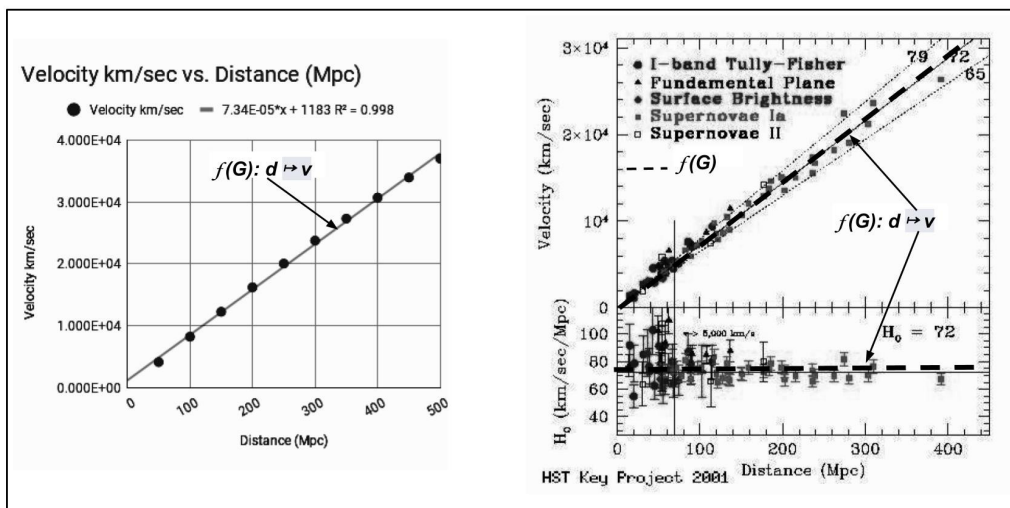 Velocity km/sec vs. Distance (Mpc)
Velocity km/sec 7.34E-05*x + 1183 R² = 0.998
4.000E+04
3.000E+04
2.000E+04
1.000E+04
0.000E+00
Velocity km/sec
f(G): d ↦ v
0 100 200 300 400 500
Distance (Mpc)
3×10⁴
2×10⁴
10⁴
0
Velocity (km/sec)
I-band Tully-Fisher
Fundamental Plane
Surface Brightness
Supernovae Ia
Supernovae II
f(G)
79 72 65
f(G): d ↦ v
100
80
60
40
H₀ (km/sec/Mpc)
5,000 km/s
H₀ = 72
0 100 200 300 400
Distance (Mpc)
HST Key Project 2001